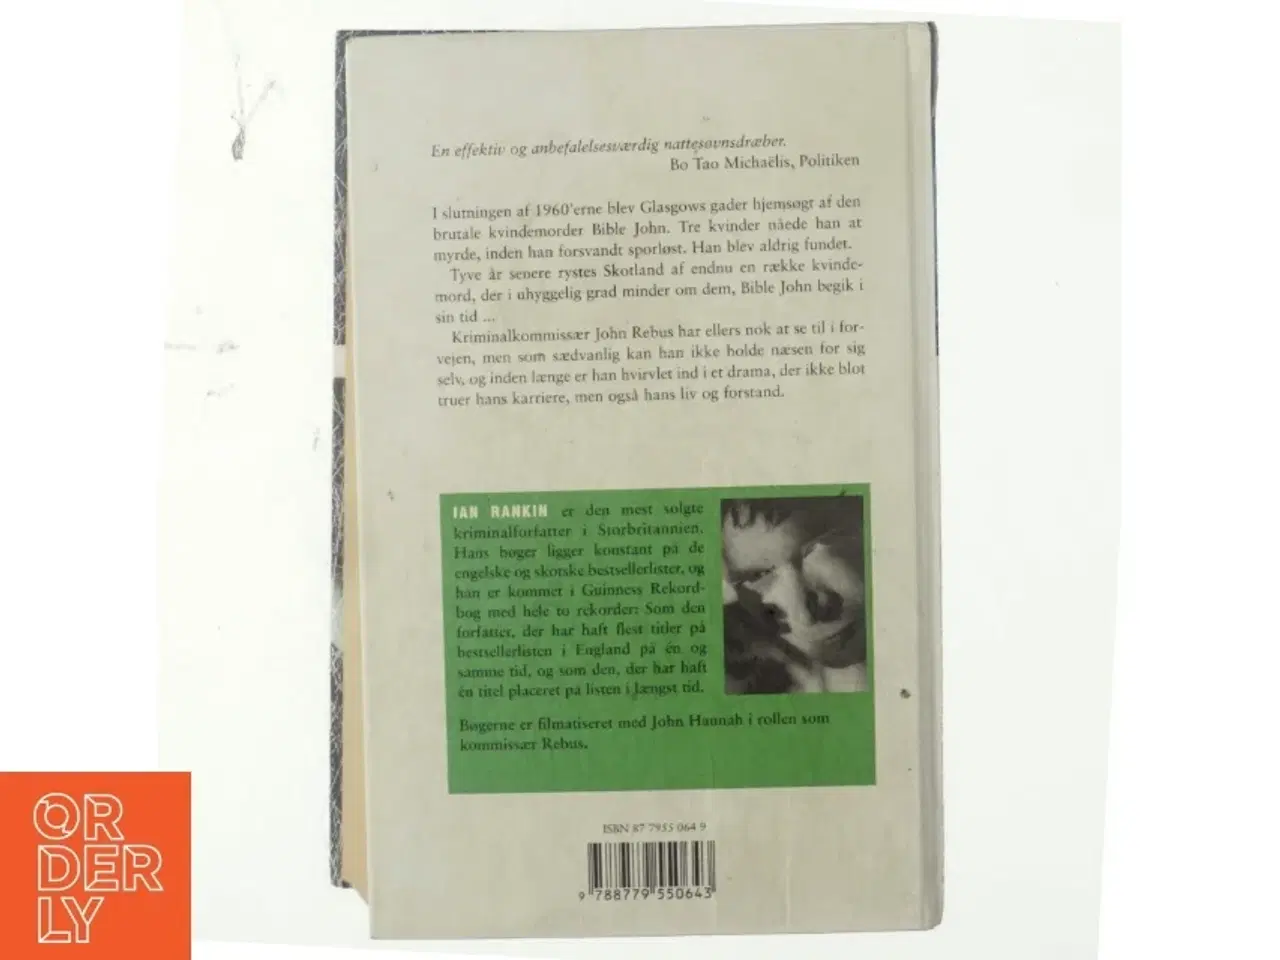 En effektiv og anbefalelsesværdig nattesøvnsdræber.
Bo Tao Michaëlis, Politiken
I slutningen af 1960'erne blev Glasgows gader hjemsøgt af den
brutale kvindemorder Bible John. Tre kvinder nåede han at
myrde, inden han forsvandt sporløst. Han blev aldrig fundet.
Tyve år senere rystes Skotland af endnu en række kvinde-
mord, der i uhyggelig grad minder om dem, Bible John begik i
sin tid ...
Kriminalkommissær John Rebus har ellers nok at se til i for-
vejen, men som sædvanlig kan han ikke holde næsen for sig
selv, og inden længe er han hvirvlet ind i et drama, der ikke blot
truer hans karriere, men også hans liv og forstand.
IAN RANKIN er den mest solgte
kriminalforfatter i Storbritannien.
Hans bøger ligger konstant på de
engelske og skotske bestsellerlister, og
han er kommet i Guinness Rekord-
bog med hele to rekorder: Som den
forfatter, der har haft flest titler på
bestsellerlisten i England på én og
samme tid, og som den, der har haft
én titel placeret på listen i længst tid.
Bøgerne er filmatiseret med John Hannah i rollen som
kommissær Rebus.
ISBN 87 7955 064 9
9 788779 550643
OR
DER
LY